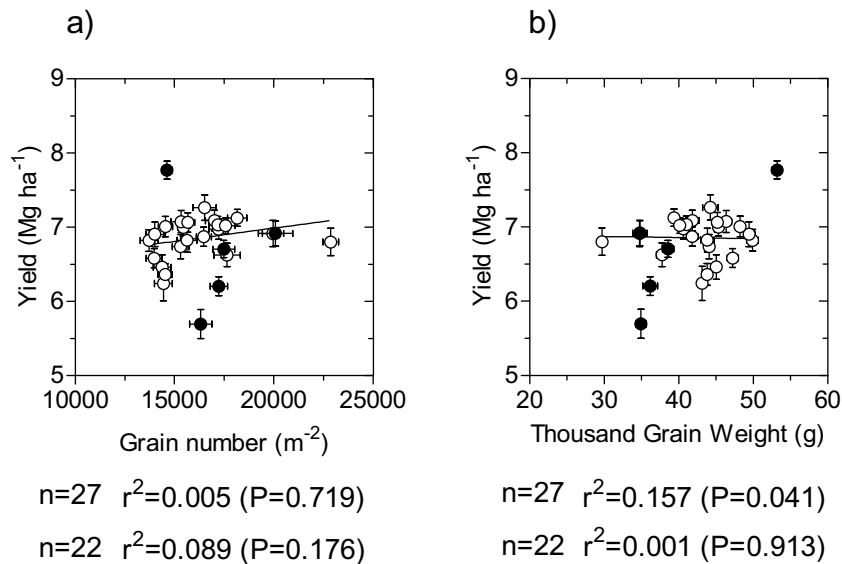 a)
9
8
7
6
5
Yield (Mg ha⁻¹)
10000 15000 20000 25000
Grain number (m⁻²)
n=27 r²=0.005 (P=0.719)
n=22 r²=0.089 (P=0.176)
b)
9
8
7
6
5
Yield (Mg ha⁻¹)
20 30 40 50 60
Thousand Grain Weight (g)
n=27 r²=0.157 (P=0.041)
n=22 r²=0.001 (P=0.913)